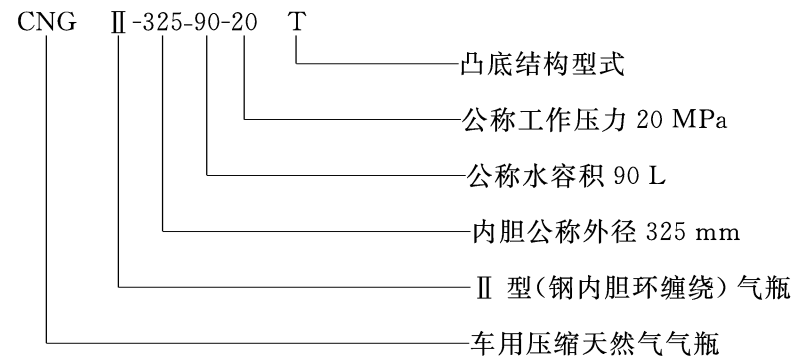 CNG Ⅱ-325-90-20 T
凸底结构型式
公称工作压力 20 MPa
公称水容积 90 L
内胆公称外径 325 mm
Ⅱ 型(钢内胆环缠绕)气瓶
车用压缩天然气气瓶